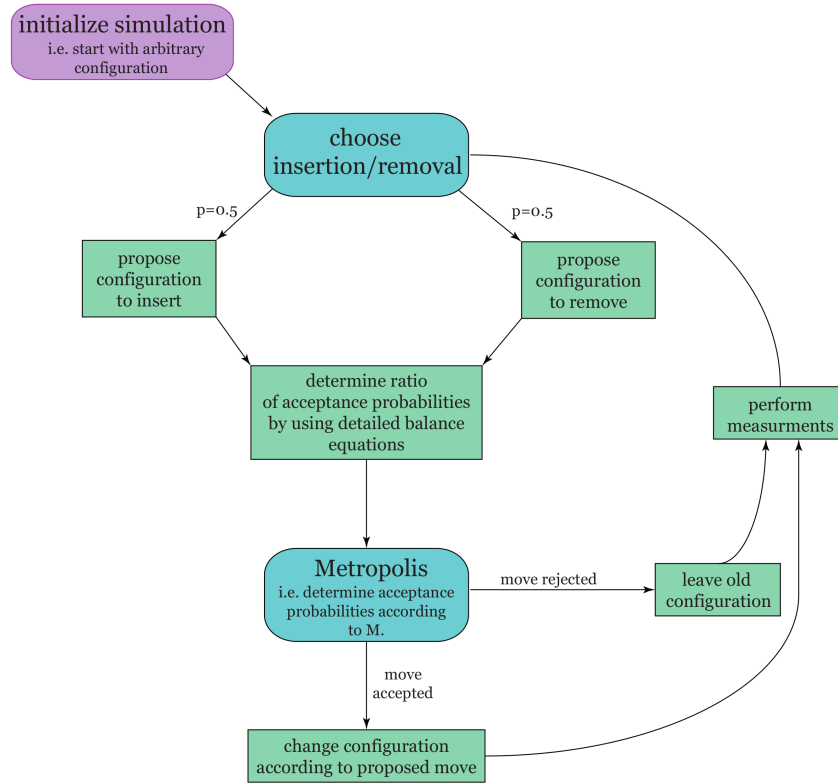 initialize simulation
i.e. start with arbitrary
configuration
choose
insertion/removal
p=0.5
p=0.5
propose
configuration
to insert
propose
configuration
to remove
determine ratio
of acceptance probabilities
by using detailed balance
equations
perform
measurments
Metropolis
i.e. determine acceptance
probabilities according
to M.
move rejected
leave old
configuration
move
accepted
change configuration
according to proposed move